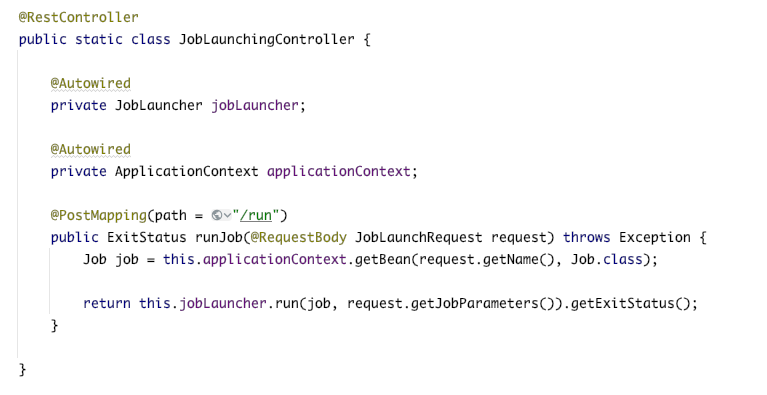 @RestController
public static class JobLaunchingController {
@Autowired
private JobLauncher jobLauncher;
@Autowired
private ApplicationContext applicationContext;
@PostMapping(path = "/run")
public ExitStatus runJob(@RequestBody JobLaunchRequest request) throws Exception {
Job job = this.applicationContext.getBean(request.getName(), Job.class);
return this.jobLauncher.run(job, request.getJobParameters()).getExitStatus();
}
}